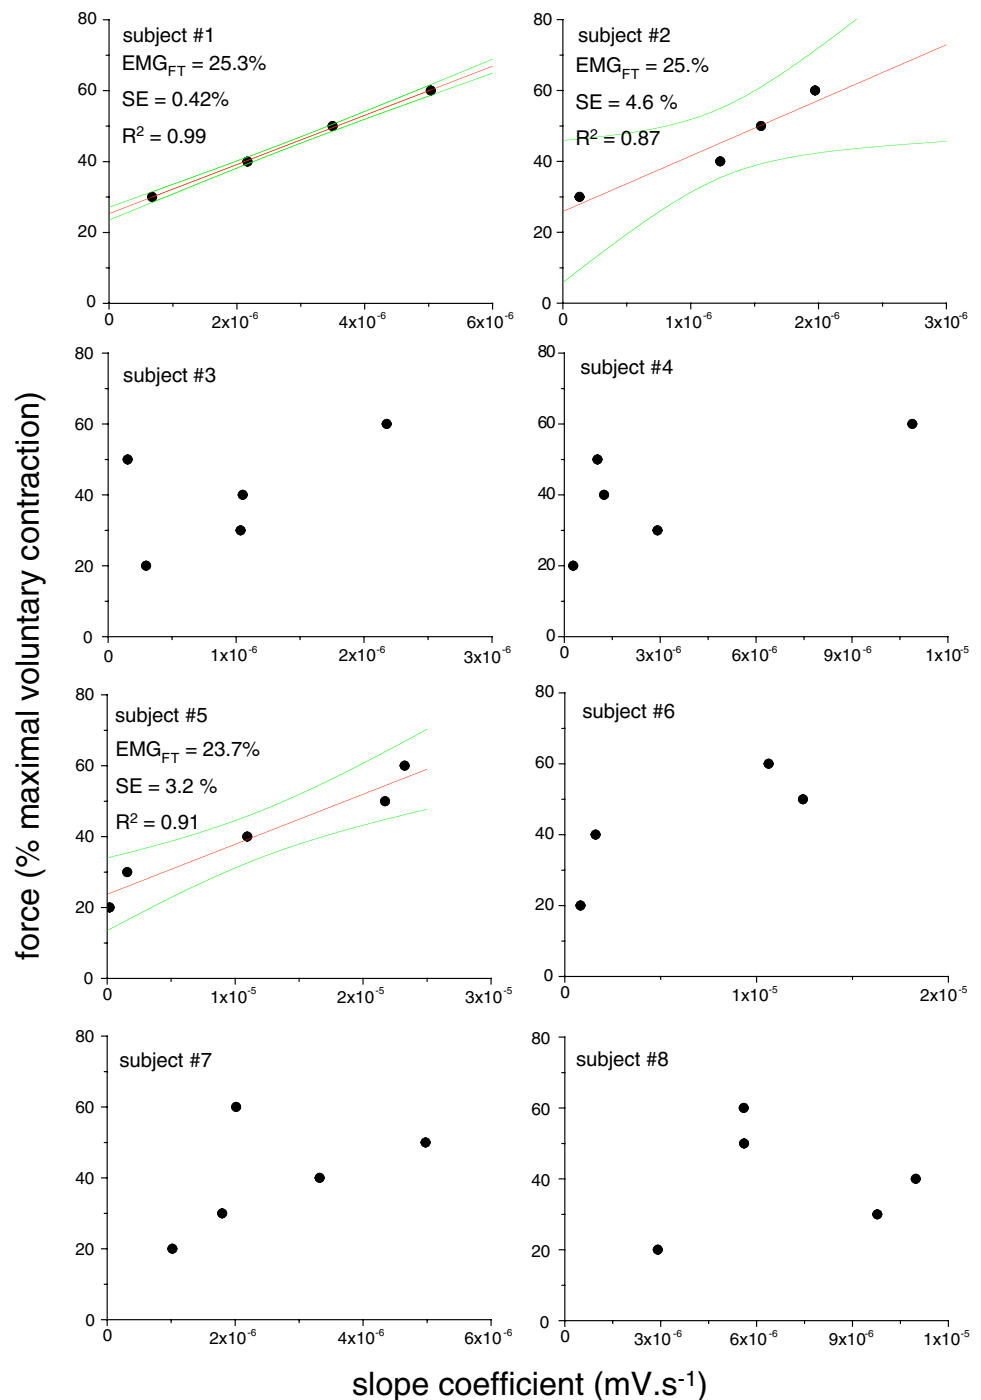 force (% maximal voluntary contraction)
80
60
40
20
0
subject #1
EMG_FT = 25.3%
SE = 0.42%
R² = 0.99
0
2x10⁻⁶
4x10⁻⁶
6x10⁻⁶
80
60
40
20
0
subject #2
EMG_FT = 25.%
SE = 4.6 %
R² = 0.87
0
1x10⁻⁶
2x10⁻⁶
3x10⁻⁶
80
60
40
20
0
subject #3
0
1x10⁻⁶
2x10⁻⁶
3x10⁻⁶
80
60
40
20
0
subject #4
0
3x10⁻⁶
6x10⁻⁶
9x10⁻⁶
1x10⁻⁵
80
60
40
20
0
subject #5
EMG_FT = 23.7%
SE = 3.2 %
R² = 0.91
0
1x10⁻⁵
2x10⁻⁵
3x10⁻⁵
80
60
40
20
0
subject #6
0
1x10⁻⁵
2x10⁻⁵
80
60
40
20
0
subject #7
2x10⁻⁶
4x10⁻⁶
6x10⁻⁶
80
60
40
20
0
subject #8
0
3x10⁻⁶
6x10⁻⁶
9x10⁻⁶
1x10⁻⁵
slope coefficient (mV.s⁻¹)